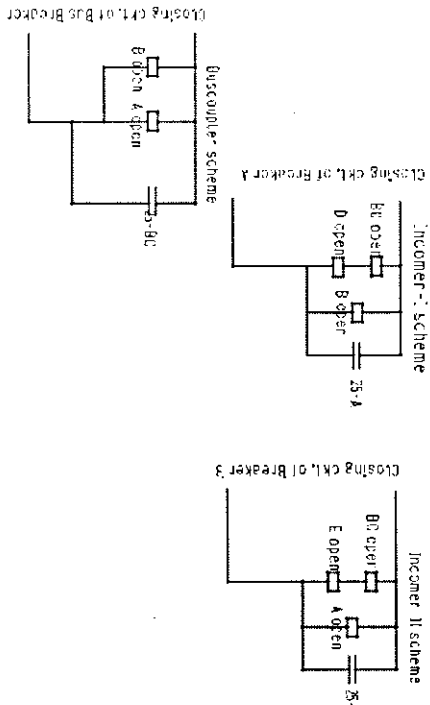 Closing ckt. of Bus Breaker
B open
A open
25-BC
Buscoupler scheme
Closing ckt. of Breaker A
D open
BC open
B open
25-A
Incomer-I scheme
Closing ckt. of Breaker B
E open
BC open
A open
25-
Incomer II scheme